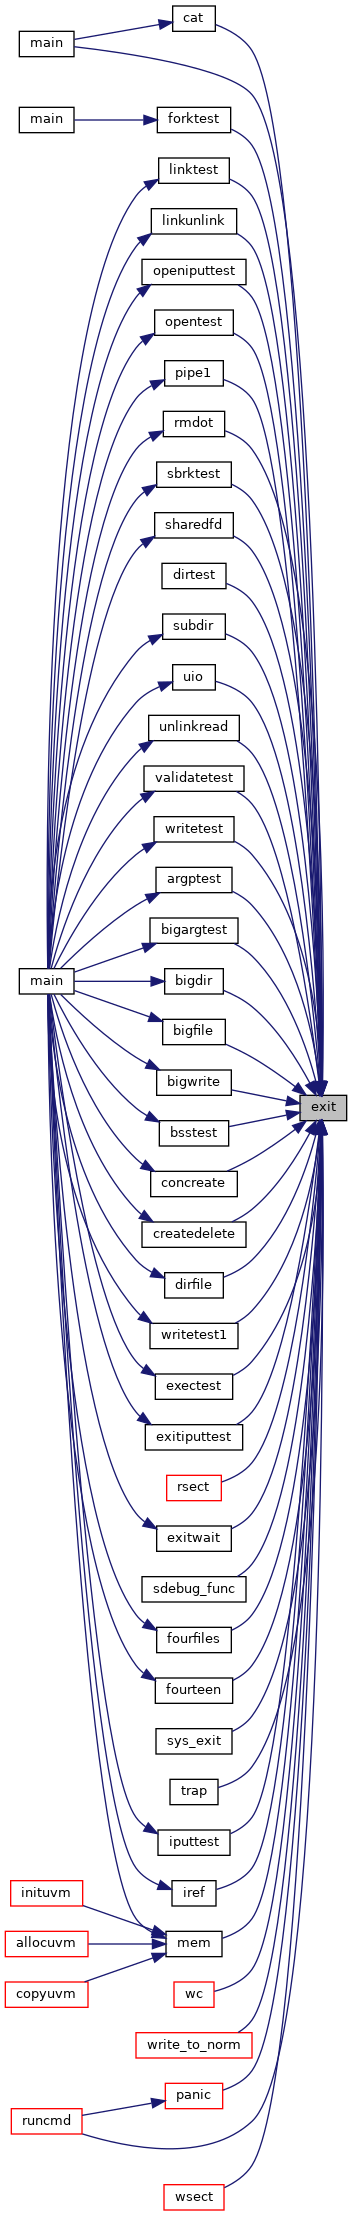 cat
main
main
forktest
linktest
linkunlink
openiputtest
opentest
pipe1
rmdot
sbrktest
sharedfd
dirtest
subdir
uio
unlinkread
validatetest
writetest
argptest
bigargtest
main
bigdir
bigfile
bigwrite
exit
bsstest
concreate
createdelete
dirfile
writetest1
exectest
exitiputtest
rsect
exitwait
sdebug_func
fourfiles
fourteen
sys_exit
trap
iputtest
inituvm
iref
allocuvm
mem
copyuvm
wc
write_to_norm
panic
runcmd
wsect